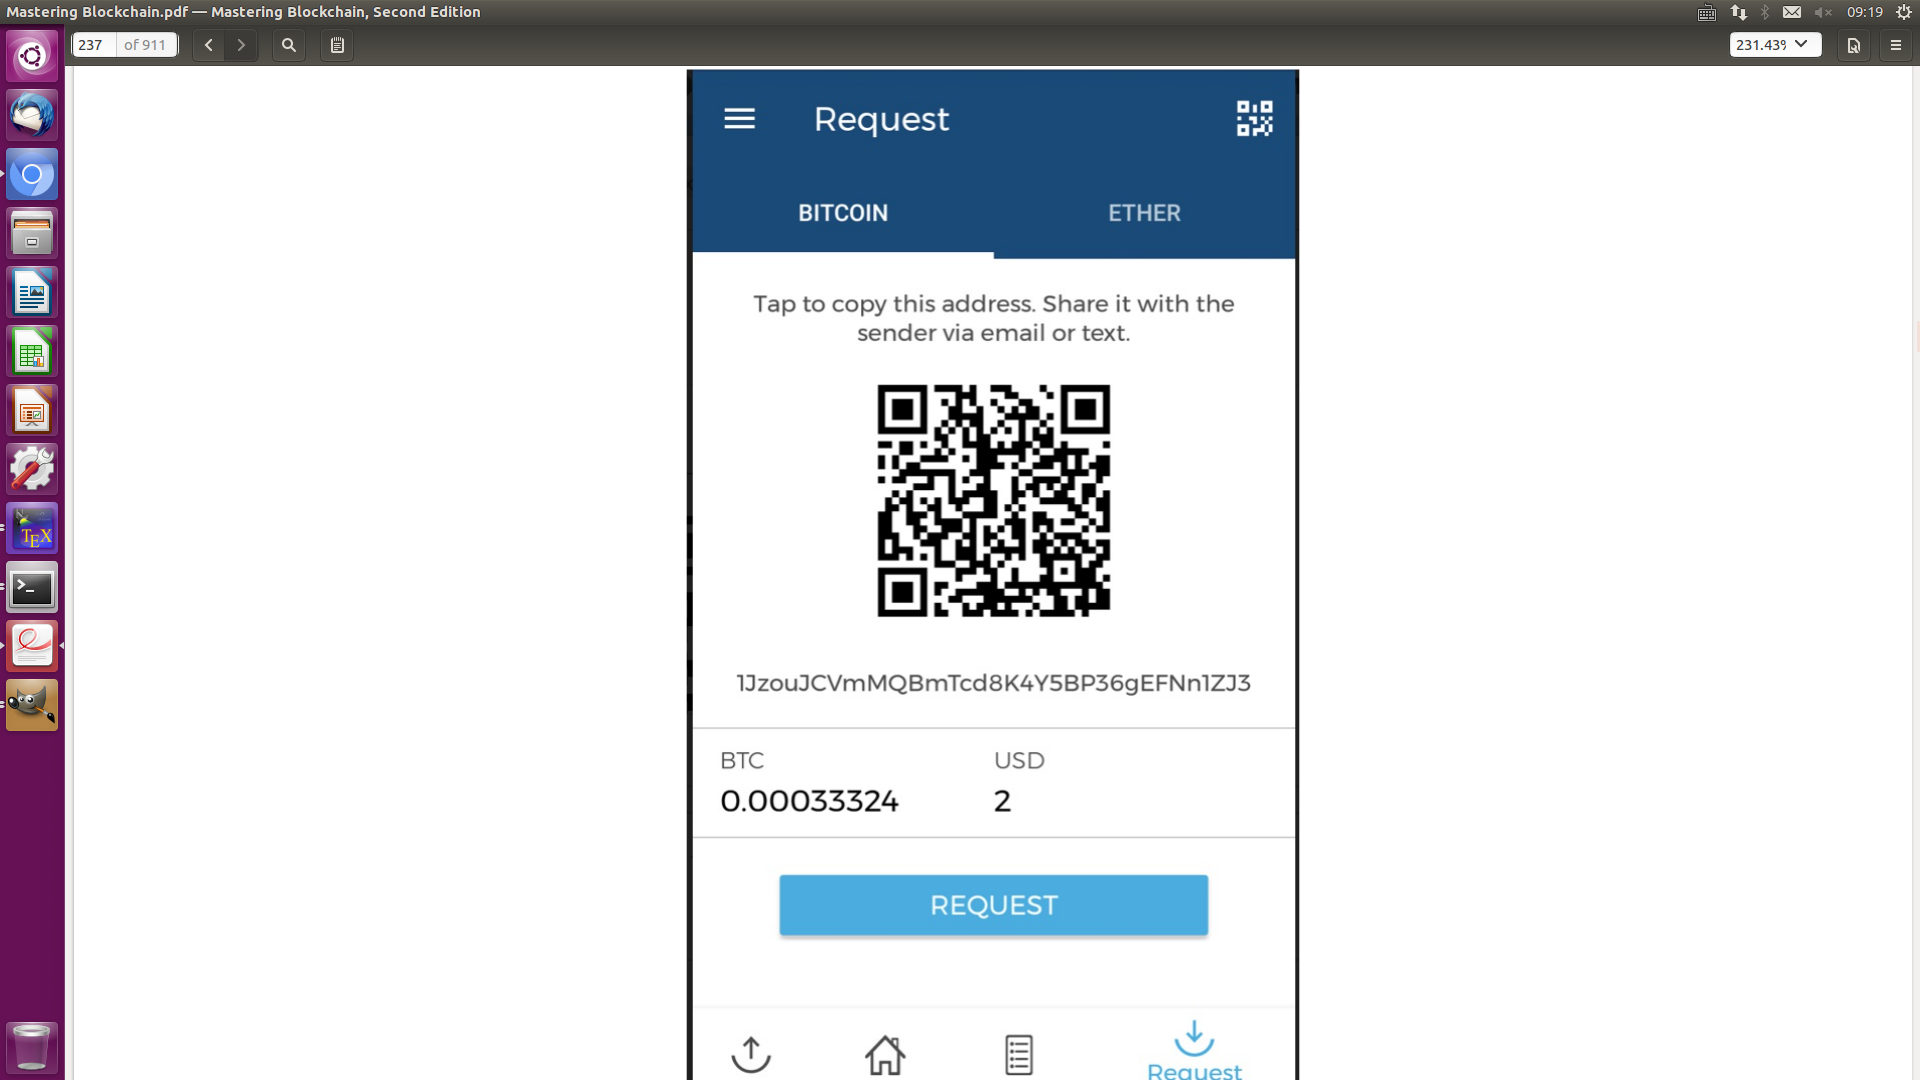 Mastering Blockchain.pdf — Mastering Blockchain, Second Edition
09:19
237 of 911
231.43%
Request
BITCOIN ETHER
Tap to copy this address. Share it with the
sender via email or text.
1JzouJCVmMQBmTcd8K4Y5BP36gEFNn1ZJ3
BTC USD
0.00033324 2
REQUEST
Request
TEX